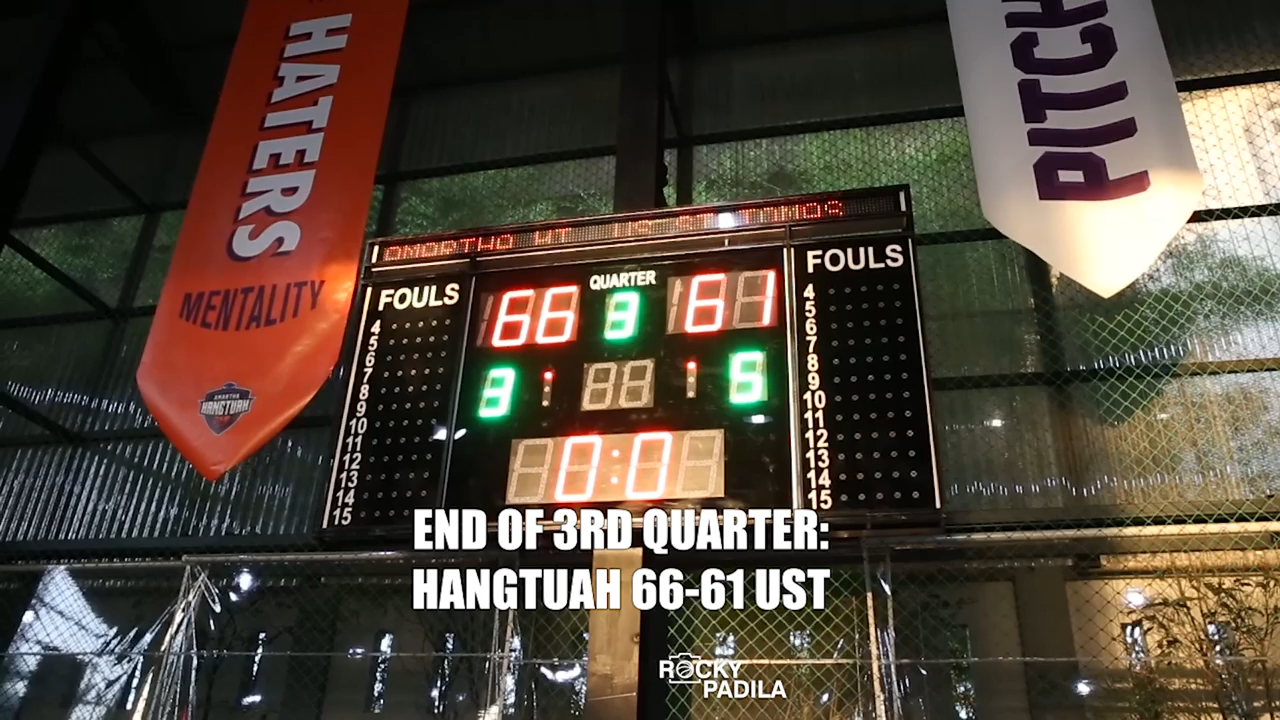 HATERS
MENTALITY
AMARTHA
HANGTUAH
PITCH
FOULS
QUARTER
FOULS
66 3 61
3 5
0:0
4
5
6
7
8
9
10
11
12
13
14
15
4
5
6
7
8
9
10
11
12
13
14
15
END OF 3RD QUARTER:
HANGTUAH 66-61 UST
ROCKY
PADILA